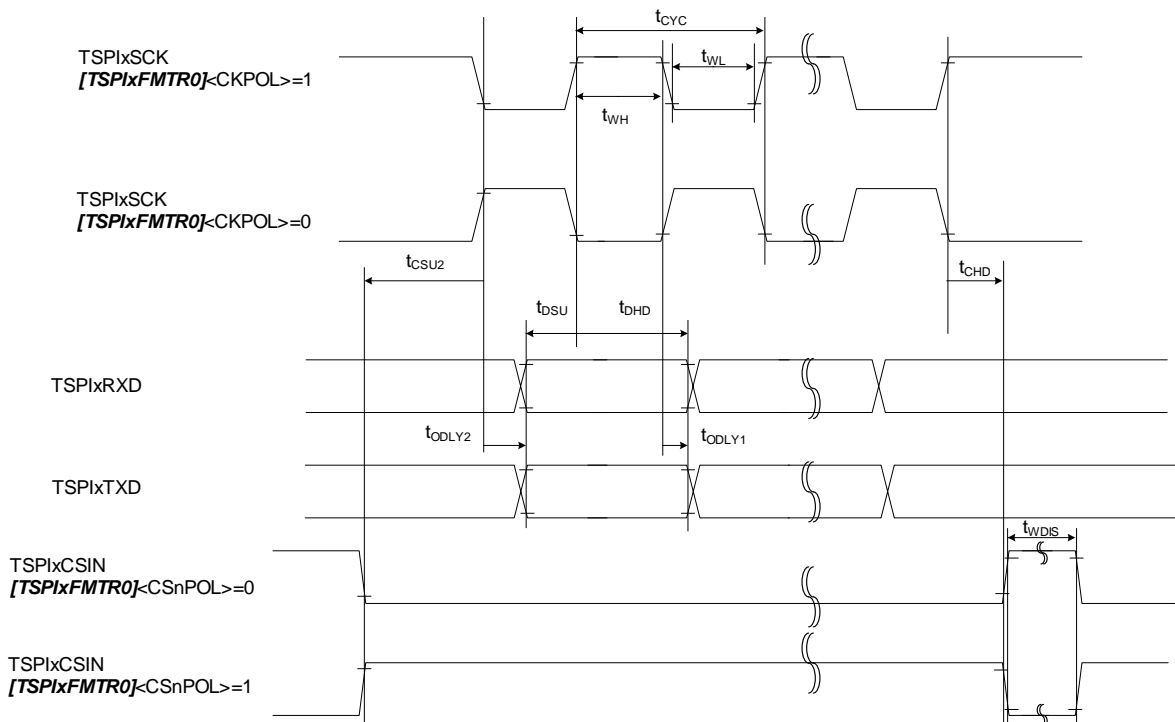 tCYC
TSPIxSCK
[TSPIxFMTR0]<CKPOL>=1
tWL
tWH
TSPIxSCK
[TSPIxFMTR0]<CKPOL>=0
tCSU2
tCHD
tDSU
tDHD
TSPIxRXD
tODLY2
tODLY1
TSPIxTXD
tWDIS
TSPIxCSIN
[TSPIxFMTR0]<CSnPOL>=0
TSPIxCSIN
[TSPIxFMTR0]<CSnPOL>=1